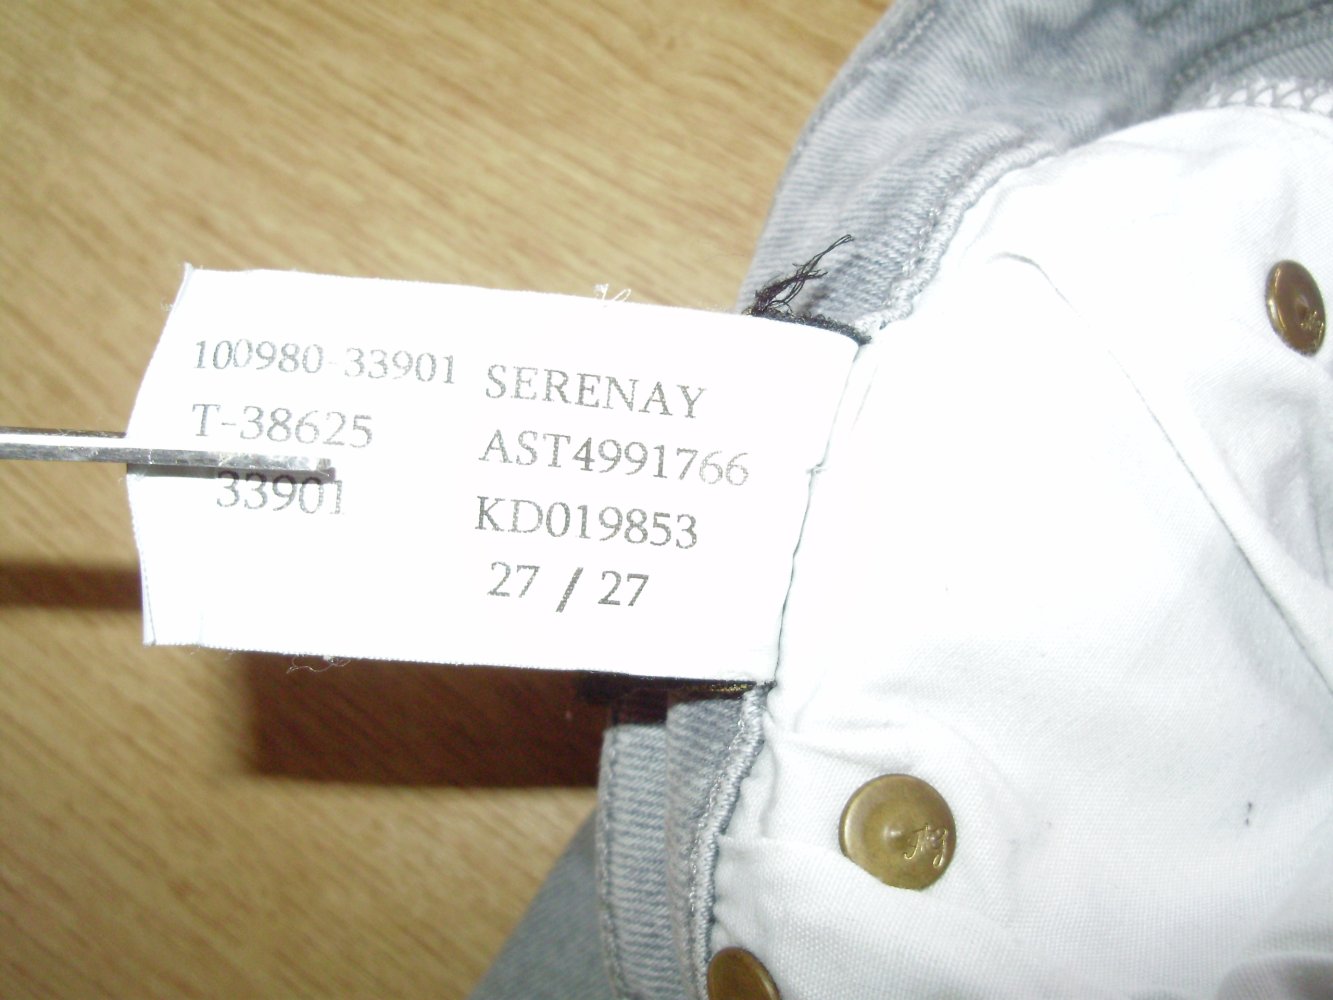 100980-33901
T-38625
33901
SERENAY
AST4991766
KD019853
27 / 27